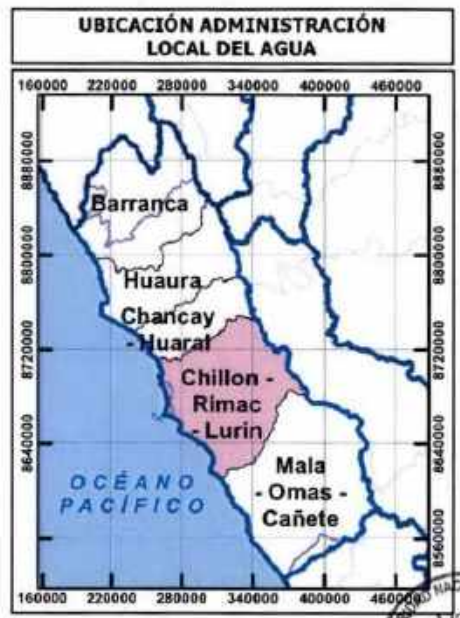 UBICACIÓN ADMINISTRACIÓN
LOCAL DEL AGUA
160000 220000 280000 340000 400000 460000
8880000
8880000
Barranca
8800000
8800000
Huaura
Chancay
- Huaral
8720000
8720000
Chillon -
Rimac
- Lurin
8640000
8640000
OCÉANO
PACÍFICO
Mala
- Omas -
Cañete
8560000
8560000
160000 220000 280000 340000 400000 460000